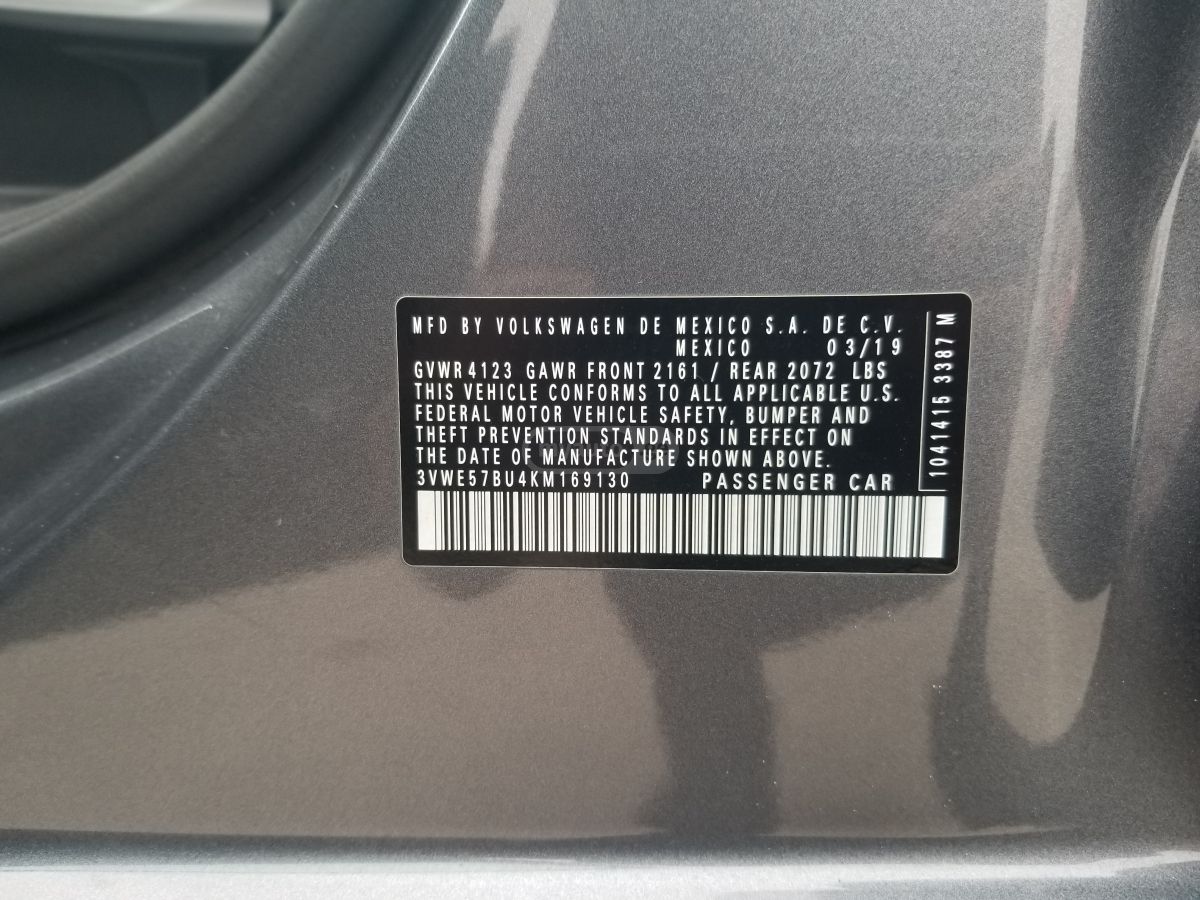 MFD BY VOLKSWAGEN DE MEXICO S.A. DE C.V.
MEXICO 03/19
GVWR 4123 GAWR FRONT 2161 / REAR 2072 LBS
THIS VEHICLE CONFORMS TO ALL APPLICABLE U.S.
FEDERAL MOTOR VEHICLE SAFETY, BUMPER AND
THEFT PREVENTION STANDARDS IN EFFECT ON
THE DATE OF MANUFACTURE SHOWN ABOVE.
3VWE57BU4KM169130 PASSENGER CAR
1041415 3387 M